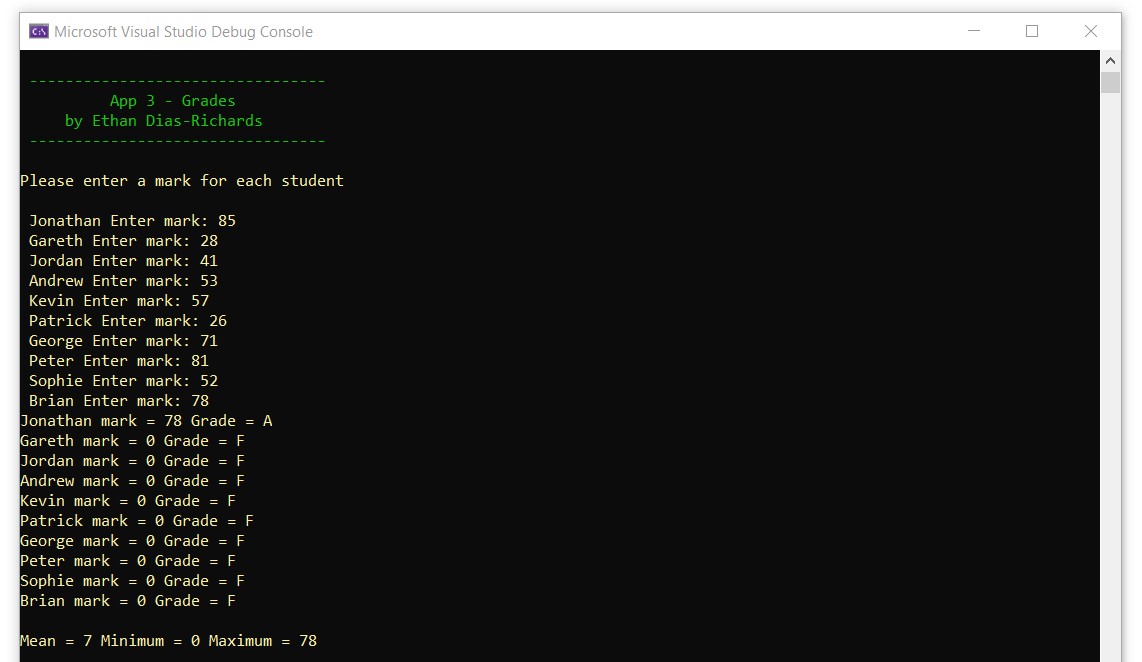 C:\
Microsoft Visual Studio Debug Console
---------------------------------
App 3 - Grades
by Ethan Dias-Richards
---------------------------------
Please enter a mark for each student
Jonathan Enter mark: 85
Gareth Enter mark: 28
Jordan Enter mark: 41
Andrew Enter mark: 53
Kevin Enter mark: 57
Patrick Enter mark: 26
George Enter mark: 71
Peter Enter mark: 81
Sophie Enter mark: 52
Brian Enter mark: 78
Jonathan mark = 78 Grade = A
Gareth mark = 0 Grade = F
Jordan mark = 0 Grade = F
Andrew mark = 0 Grade = F
Kevin mark = 0 Grade = F
Patrick mark = 0 Grade = F
George mark = 0 Grade = F
Peter mark = 0 Grade = F
Sophie mark = 0 Grade = F
Brian mark = 0 Grade = F
Mean = 7 Minimum = 0 Maximum = 78